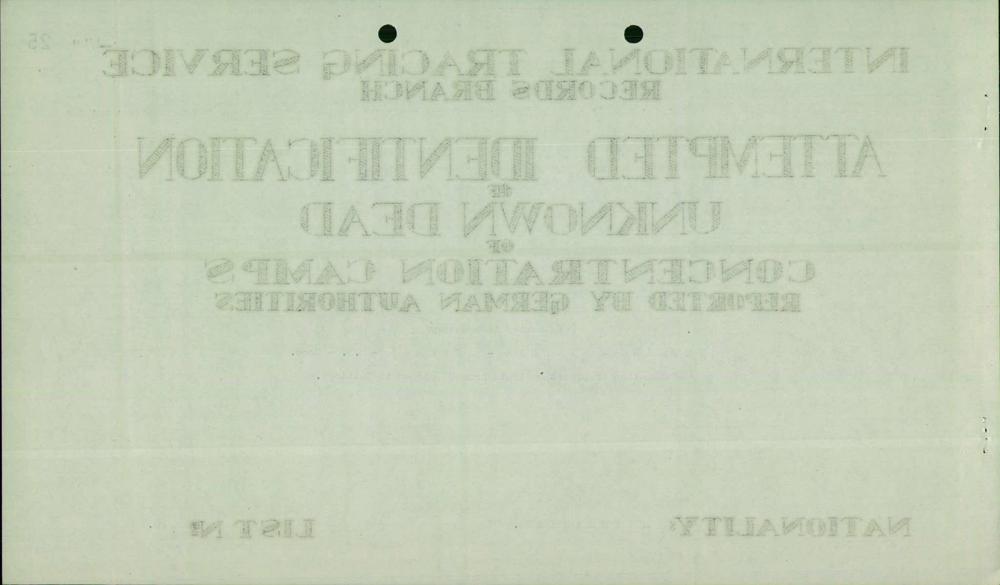 INTERNATIONAL TRACING SERVICE
RECORDS BRANCH
ATTEMPTED IDENTIFICATION
OF
UNKNOWN DEAD
OF
CONCENTRATION CAMPS
REPORTED BY GERMAN AUTHORITIES
NATIONALITY: LIST Nº